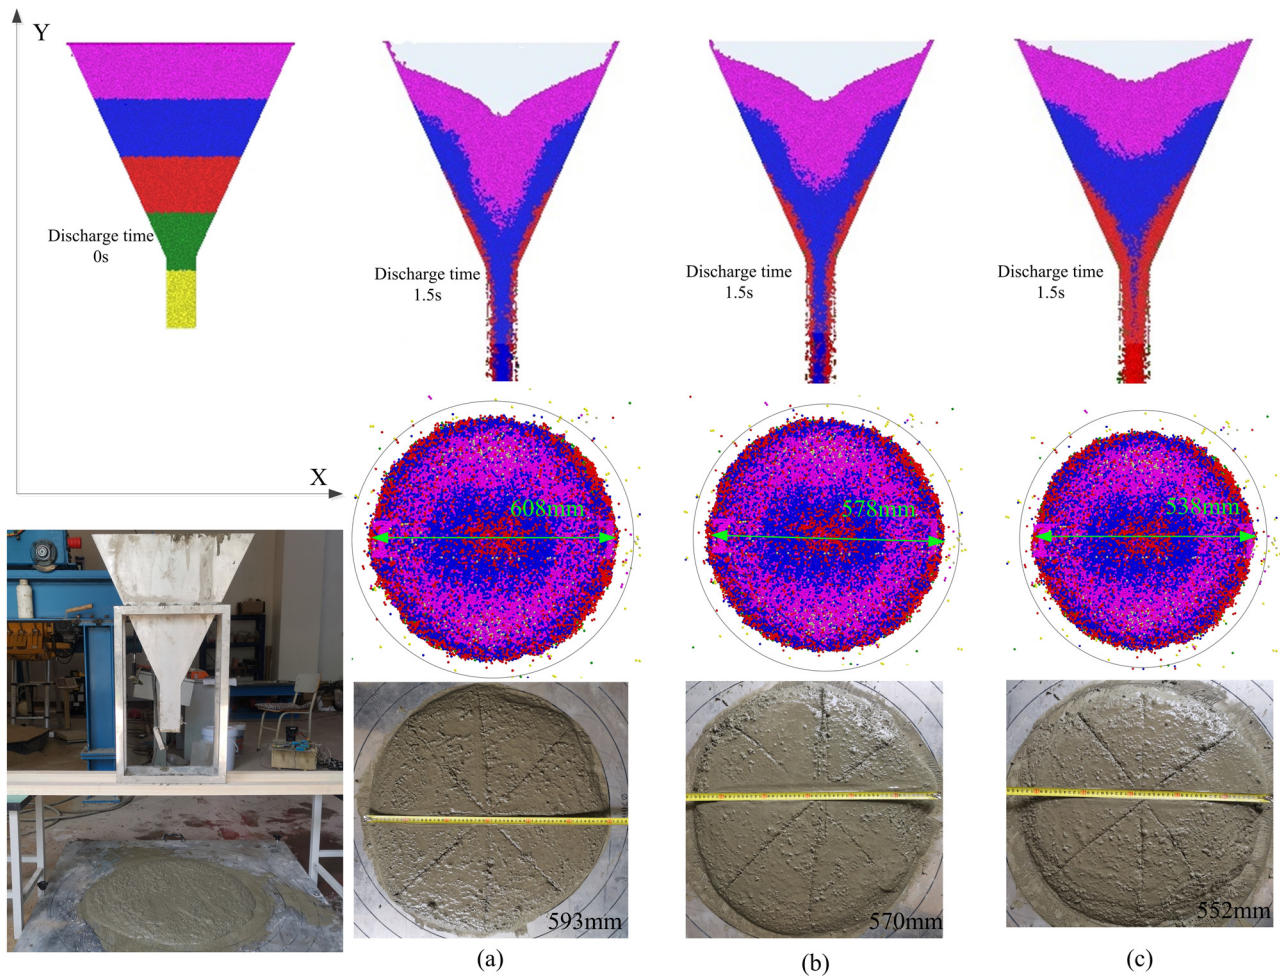 Y
Discharge time
0s
Discharge time
1.5s
Discharge time
1.5s
Discharge time
1.5s
X
608mm
578mm
538mm
593mm
570mm
552mm
(a)
(b)
(c)